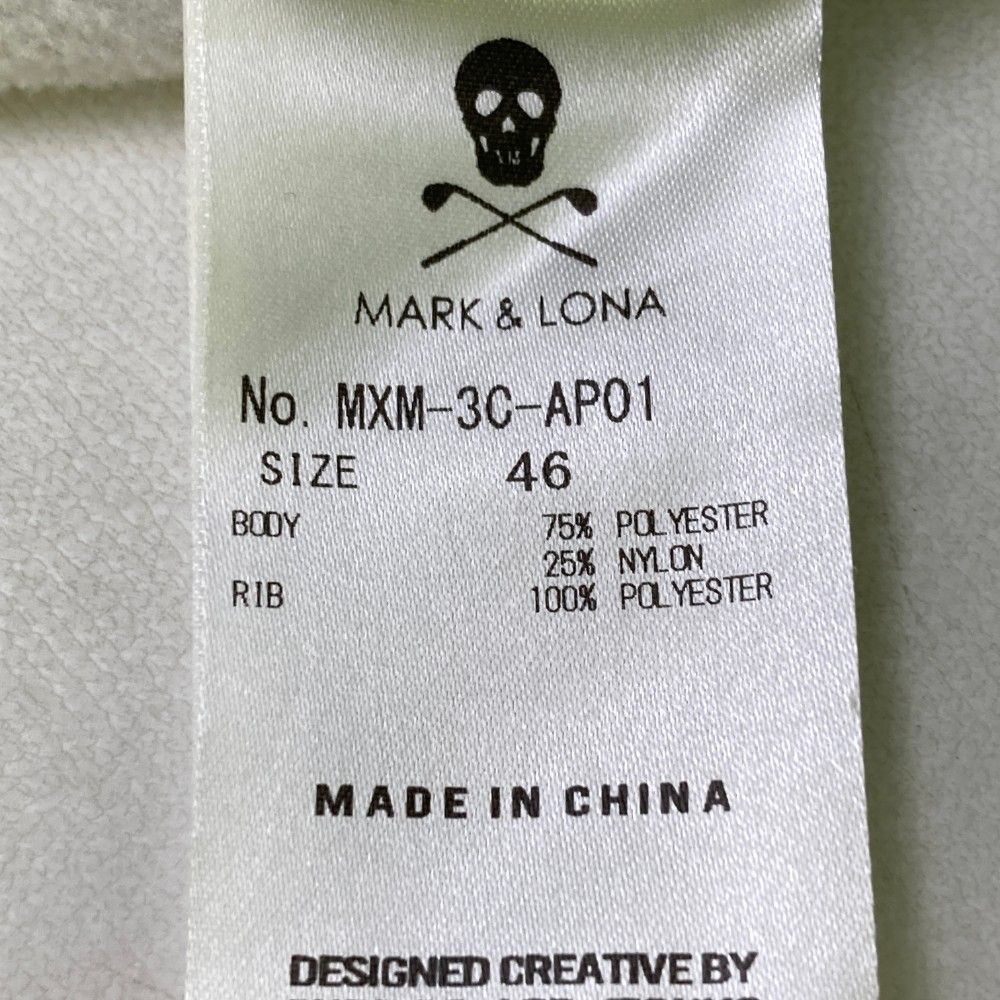 MARK & LONA
No. MXM-3C-AP01
SIZE 46
BODY 75% POLYESTER
25% NYLON
RIB 100% POLYESTER
MADE IN CHINA
DESIGNED CREATIVE BY